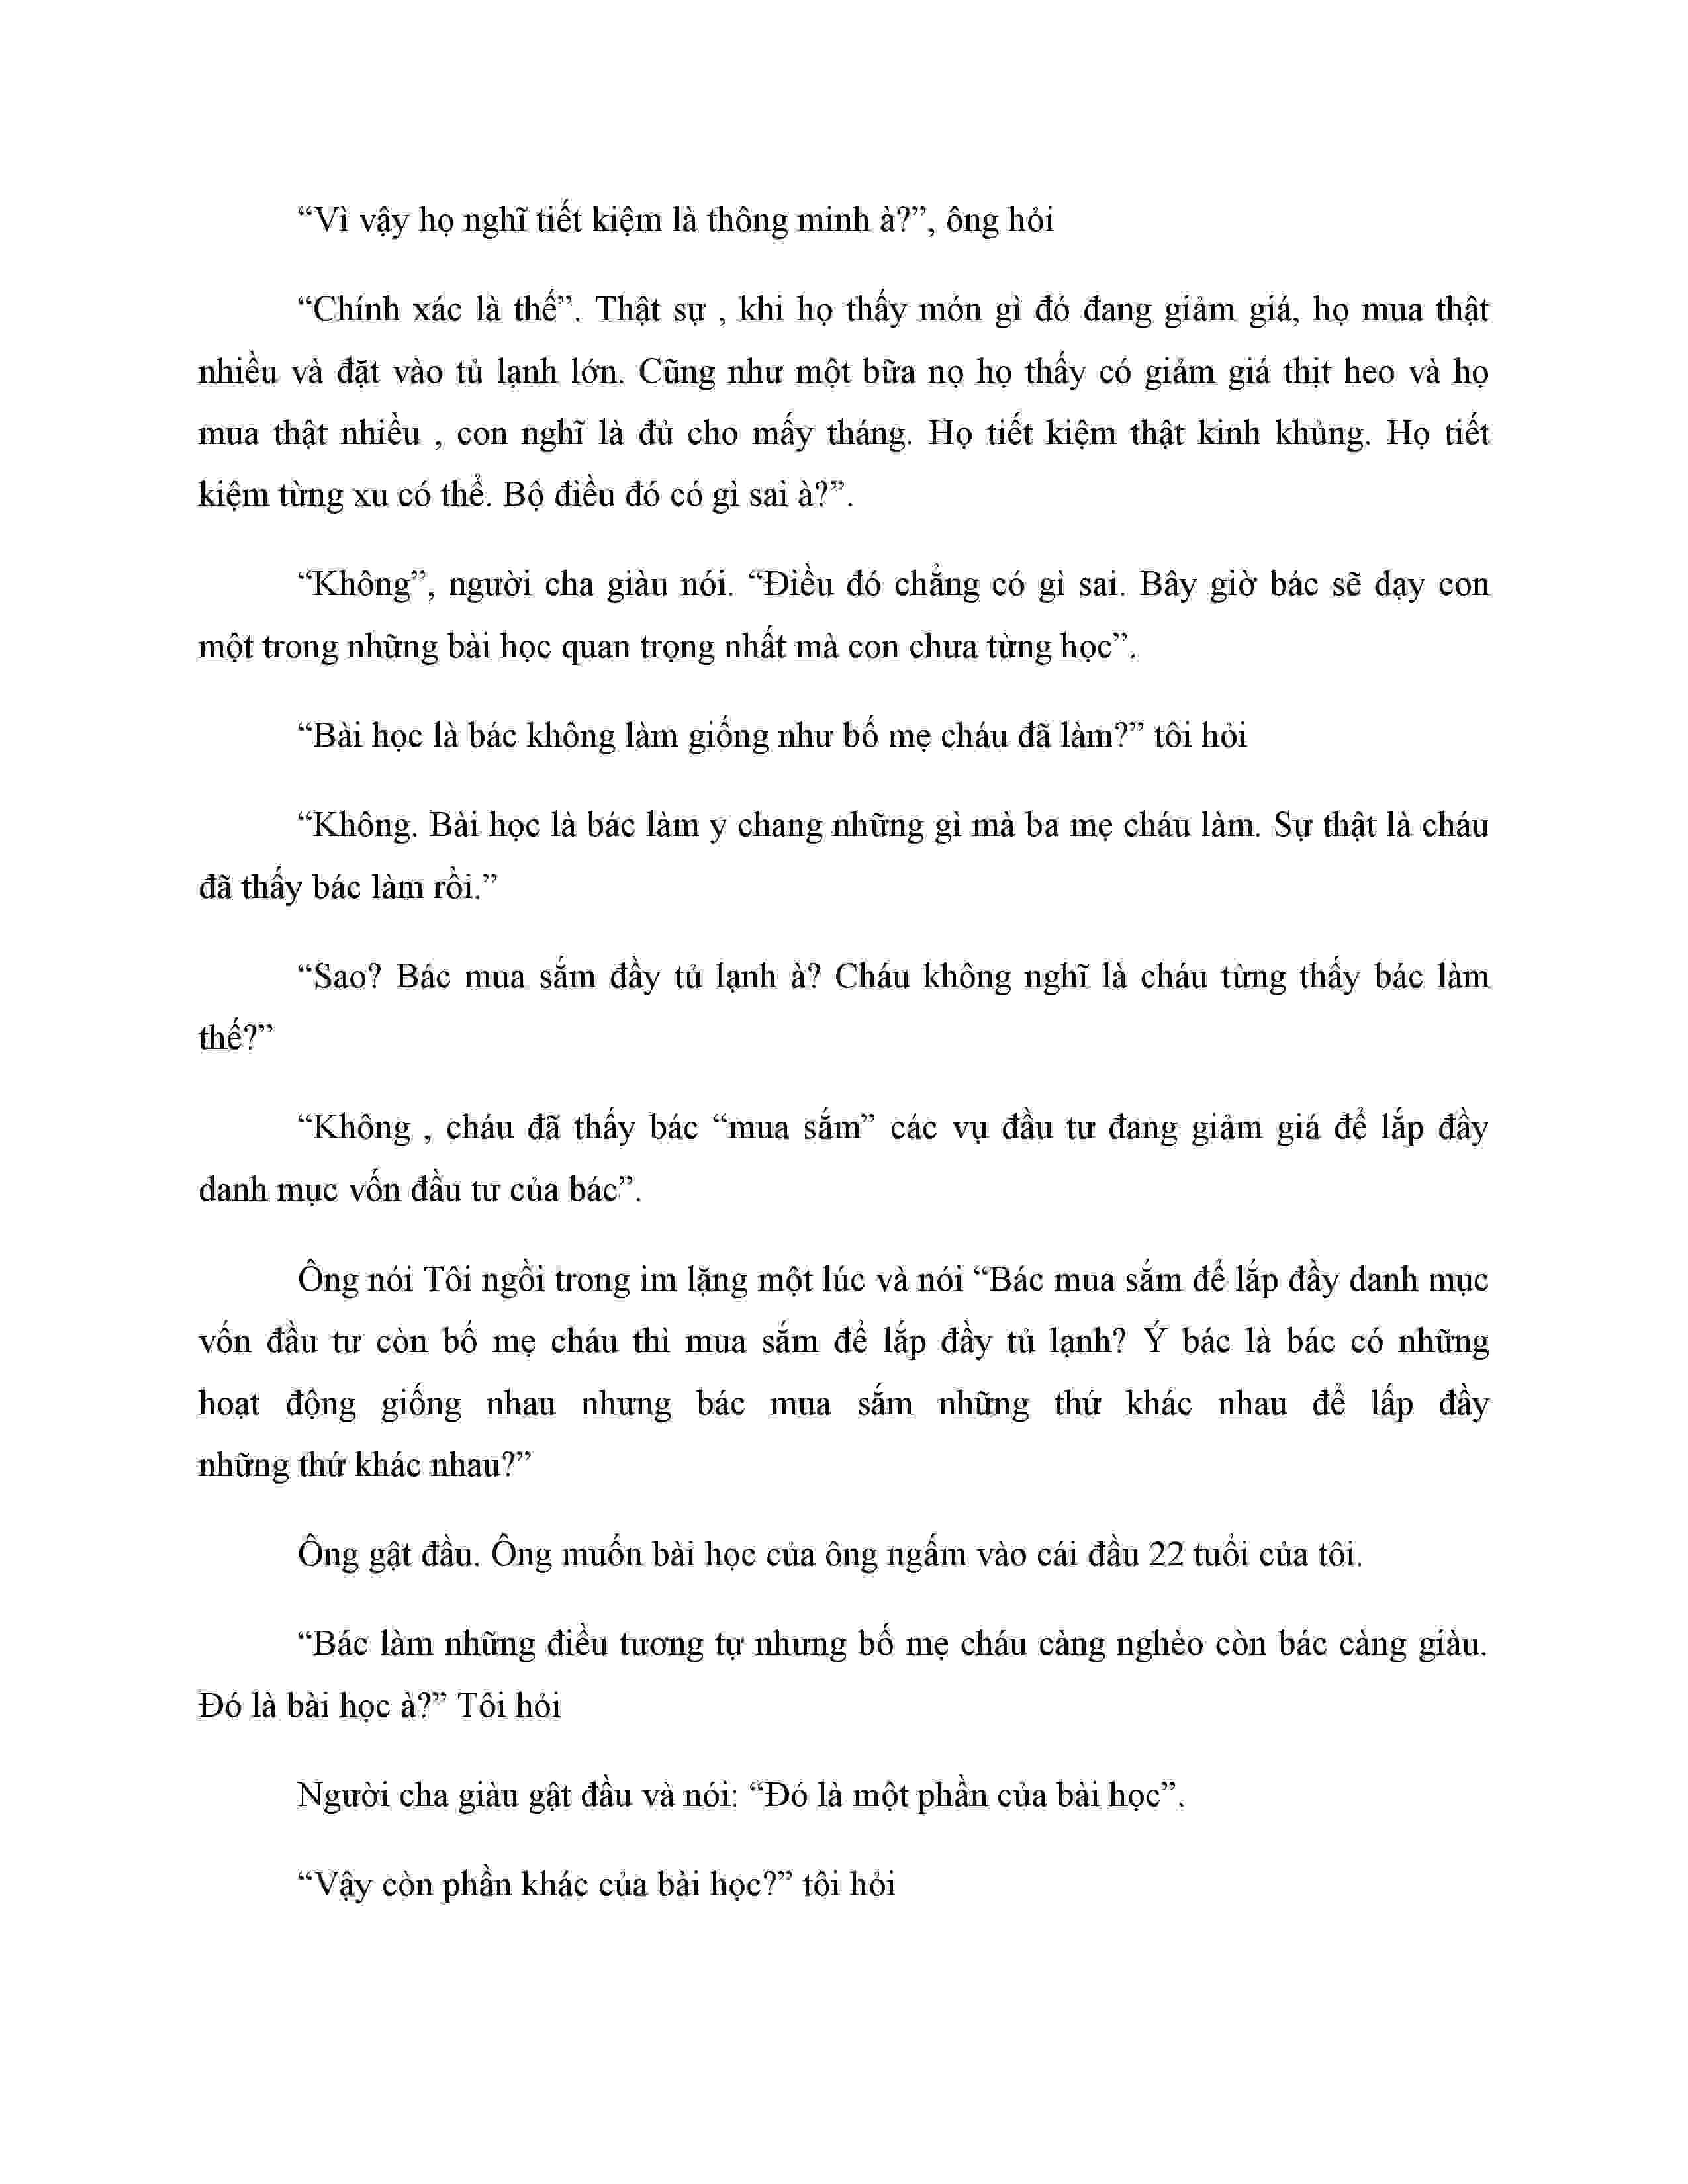 “Vì vậy họ nghĩ tiết kiệm là thông minh à?”, ông hỏi
“Chính xác là thế”. Thật sự , khi họ thấy món gì đó đang giảm giá, họ mua thật
nhiều và đặt vào tủ lạnh lớn. Cũng như một bữa nọ họ thấy có giảm giá thịt heo và họ
mua thật nhiều , con nghĩ là đủ cho mấy tháng. Họ tiết kiệm thật kinh khủng. Họ tiết
kiệm từng xu có thể. Bộ điều đó có gì sai à?”.
“Không”, người cha giàu nói. “Điều đó chẳng có gì sai. Bây giờ bác sẽ dạy con
một trong những bài học quan trọng nhất mà con chưa từng học”.
“Bài học là bác không làm giống như bố mẹ cháu đã làm?” tôi hỏi
“Không. Bài học là bác làm y chang những gì mà ba mẹ cháu làm. Sự thật là cháu
đã thấy bác làm rồi.”
“Sao? Bác mua sắm đầy tủ lạnh à? Cháu không nghĩ là cháu từng thấy bác làm
thế?”
“Không , cháu đã thấy bác “mua sắm” các vụ đầu tư đang giảm giá để lắp đầy
danh mục vốn đầu tư của bác”.
Ông nói Tôi ngồi trong im lặng một lúc và nói “Bác mua sắm để lắp đầy danh mục
vốn đầu tư còn bố mẹ cháu thì mua sắm để lắp đầy tủ lạnh? Ý bác là bác có những
hoạt động giống nhau nhưng bác mua sắm những thứ khác nhau để lấp đầy
những thứ khác nhau?”
Ông gật đầu. Ông muốn bài học của ông ngấm vào cái đầu 22 tuổi của tôi.
“Bác làm những điều tương tự nhưng bố mẹ cháu càng nghèo còn bác càng giàu.
Đó là bài học à?” Tôi hỏi
Người cha giàu gật đầu và nói: “Đó là một phần của bài học”.
“Vậy còn phần khác của bài học?” tôi hỏi